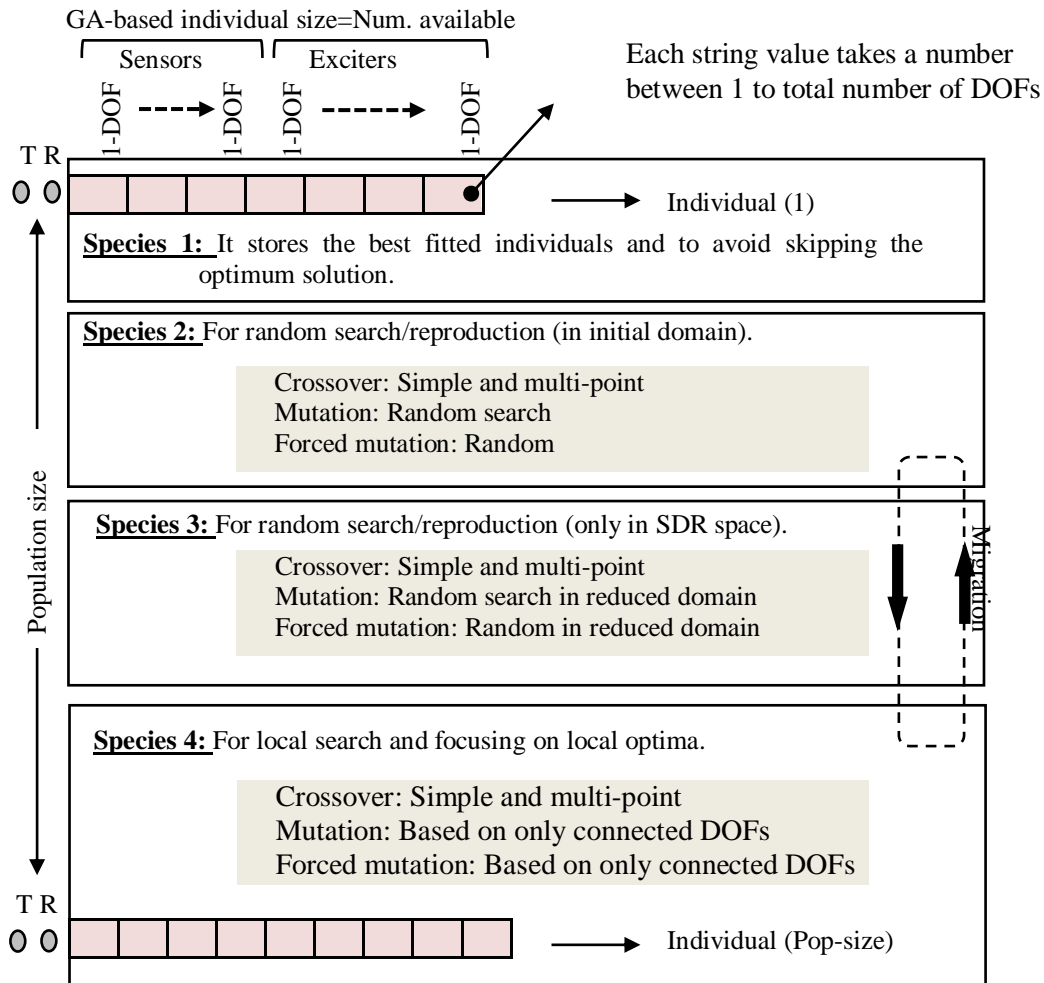 GA-based individual size=Num. available
Sensors
Exciters
Each string value takes a number
between 1 to total number of DOFs
1-DOF
1-DOF
1-DOF
1-DOF
T R
Individual (1)
Species 1: It stores the best fitted individuals and to avoid skipping the
optimum solution.
Species 2: For random search/reproduction (in initial domain).
Crossover: Simple and multi-point
Mutation: Random search
Forced mutation: Random
Population size
Species 3: For random search/reproduction (only in SDR space).
Crossover: Simple and multi-point
Mutation: Random search in reduced domain
Forced mutation: Random in reduced domain
Migration
Species 4: For local search and focusing on local optima.
Crossover: Simple and multi-point
Mutation: Based on only connected DOFs
Forced mutation: Based on only connected DOFs
T R
Individual (Pop-size)